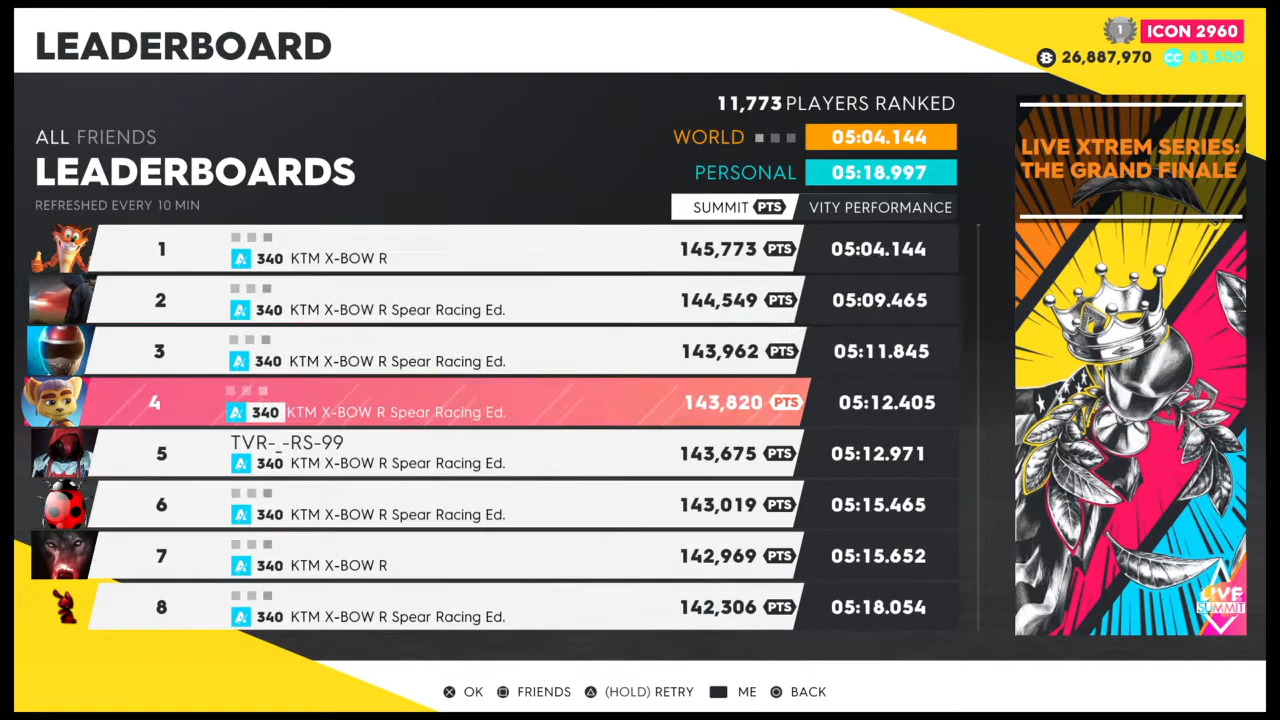 LEADERBOARD
1 ICON 2960
26,887,970 CC 83,500
11,773 PLAYERS RANKED
ALL FRIENDS
WORLD 05:04.144
LEADERBOARDS
PERSONAL 05:18.997
REFRESHED EVERY 10 MIN
SUMMIT PTS VITY PERFORMANCE
1 145,773 PTS 05:04.144
A 340 KTM X-BOW R
2 144,549 PTS 05:09.465
A 340 KTM X-BOW R Spear Racing Ed.
3 143,962 PTS 05:11.845
A 340 KTM X-BOW R Spear Racing Ed.
4 143,820 PTS 05:12.405
A 340 KTM X-BOW R Spear Racing Ed.
5 TVR-_-RS-99 143,675 PTS 05:12.971
A 340 KTM X-BOW R Spear Racing Ed.
6 143,019 PTS 05:15.465
A 340 KTM X-BOW R Spear Racing Ed.
7 142,969 PTS 05:15.652
A 340 KTM X-BOW R
8 142,306 PTS 05:18.054
A 340 KTM X-BOW R Spear Racing Ed.
LIVE XTREM SERIES:
THE GRAND FINALE
LIVE
SUMMIT
OK FRIENDS (HOLD) RETRY ME BACK